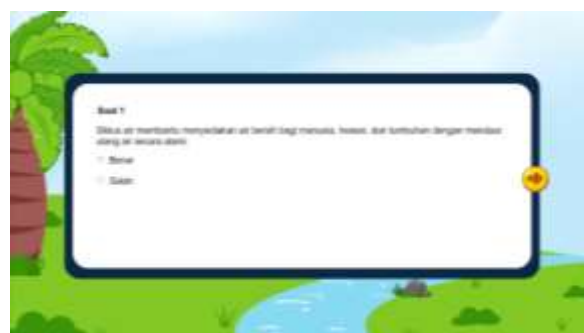 Soal 1
Siklus air membantu menyediakan air bersih bagi manusia, hewan, dan tumbuhan dengan mendaur
ulang air secara alami
Benar
Salah